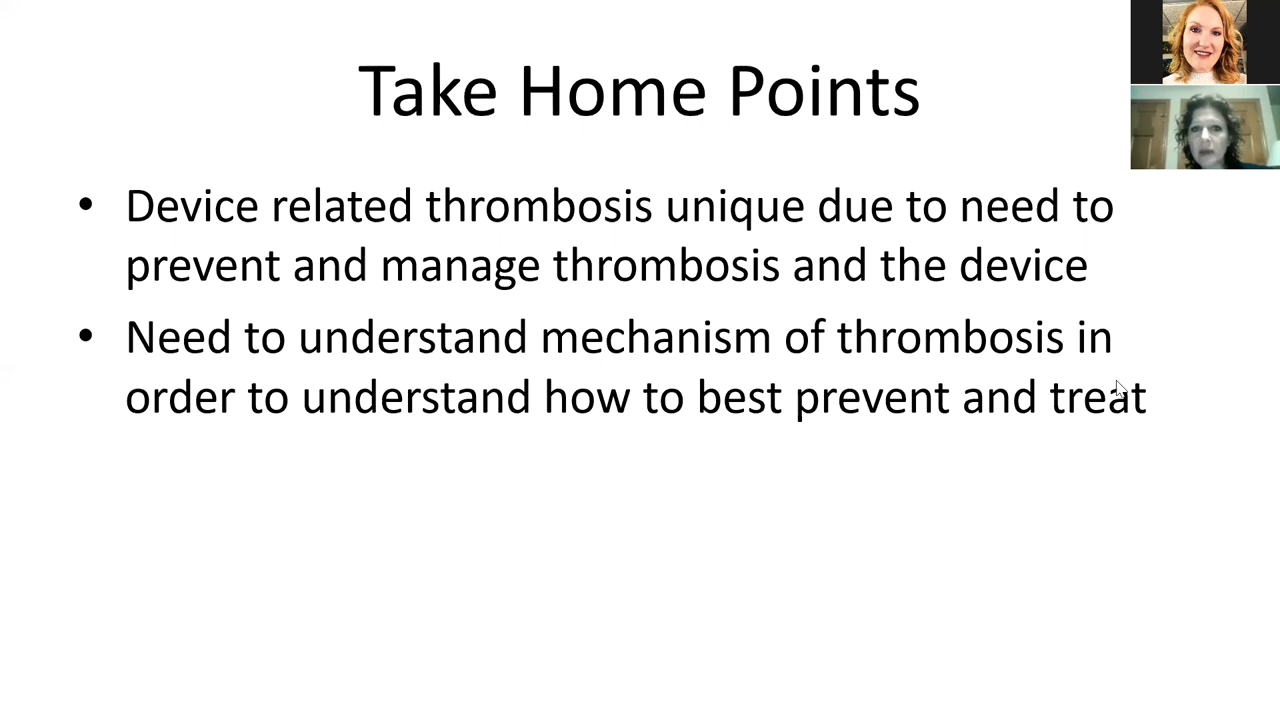 Take Home Points
• Device related thrombosis unique due to need to
prevent and manage thrombosis and the device
• Need to understand mechanism of thrombosis in
order to understand how to best prevent and treat